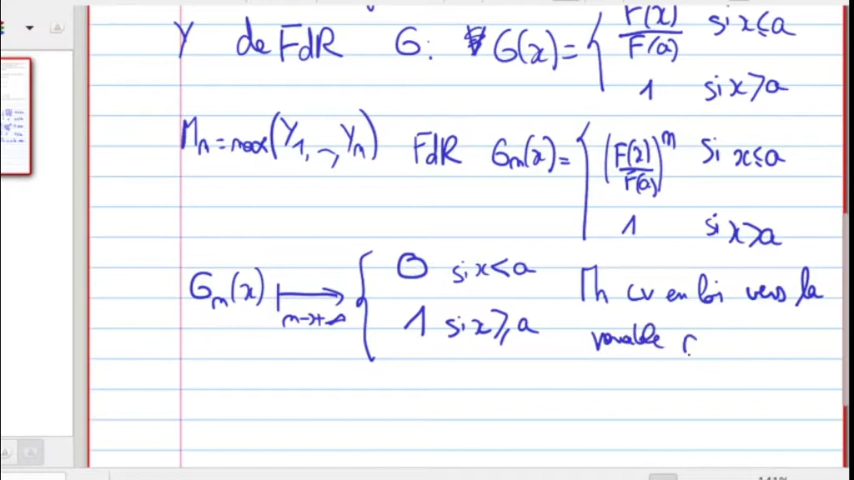 Y de FdR G: G(x) = { F(x)/F(a) si x ≤ a
1 si x > a
Mn = max(Y1, ..., Yn) FdR Gn(x) = { (F(x)/F(a))^n si x ≤ a
1 si x > a
Gn(x) ⟼ n→+∞ { 0 si x < a
1 si x ≥ a
Mn cv en loi vers la
variable
141%